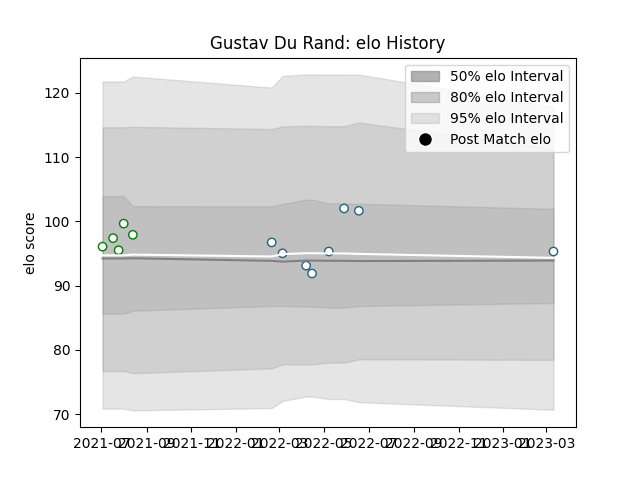 Gustav Du Rand: elo History
50% elo Interval
80% elo Interval
95% elo Interval
Post Match elo
elo score
120
110
100
90
80
70
2021-07 2021-09 2021-11 2022-01 2022-03 2022-05 2022-07 2022-09 2022-11 2023-01 2023-03